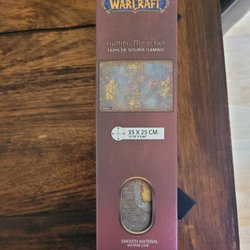 WARCRAFT
Gaming Mousepad
TAPIS DE SOURIS GAMING
35 X 25 CM
SMOOTH MATERIAL